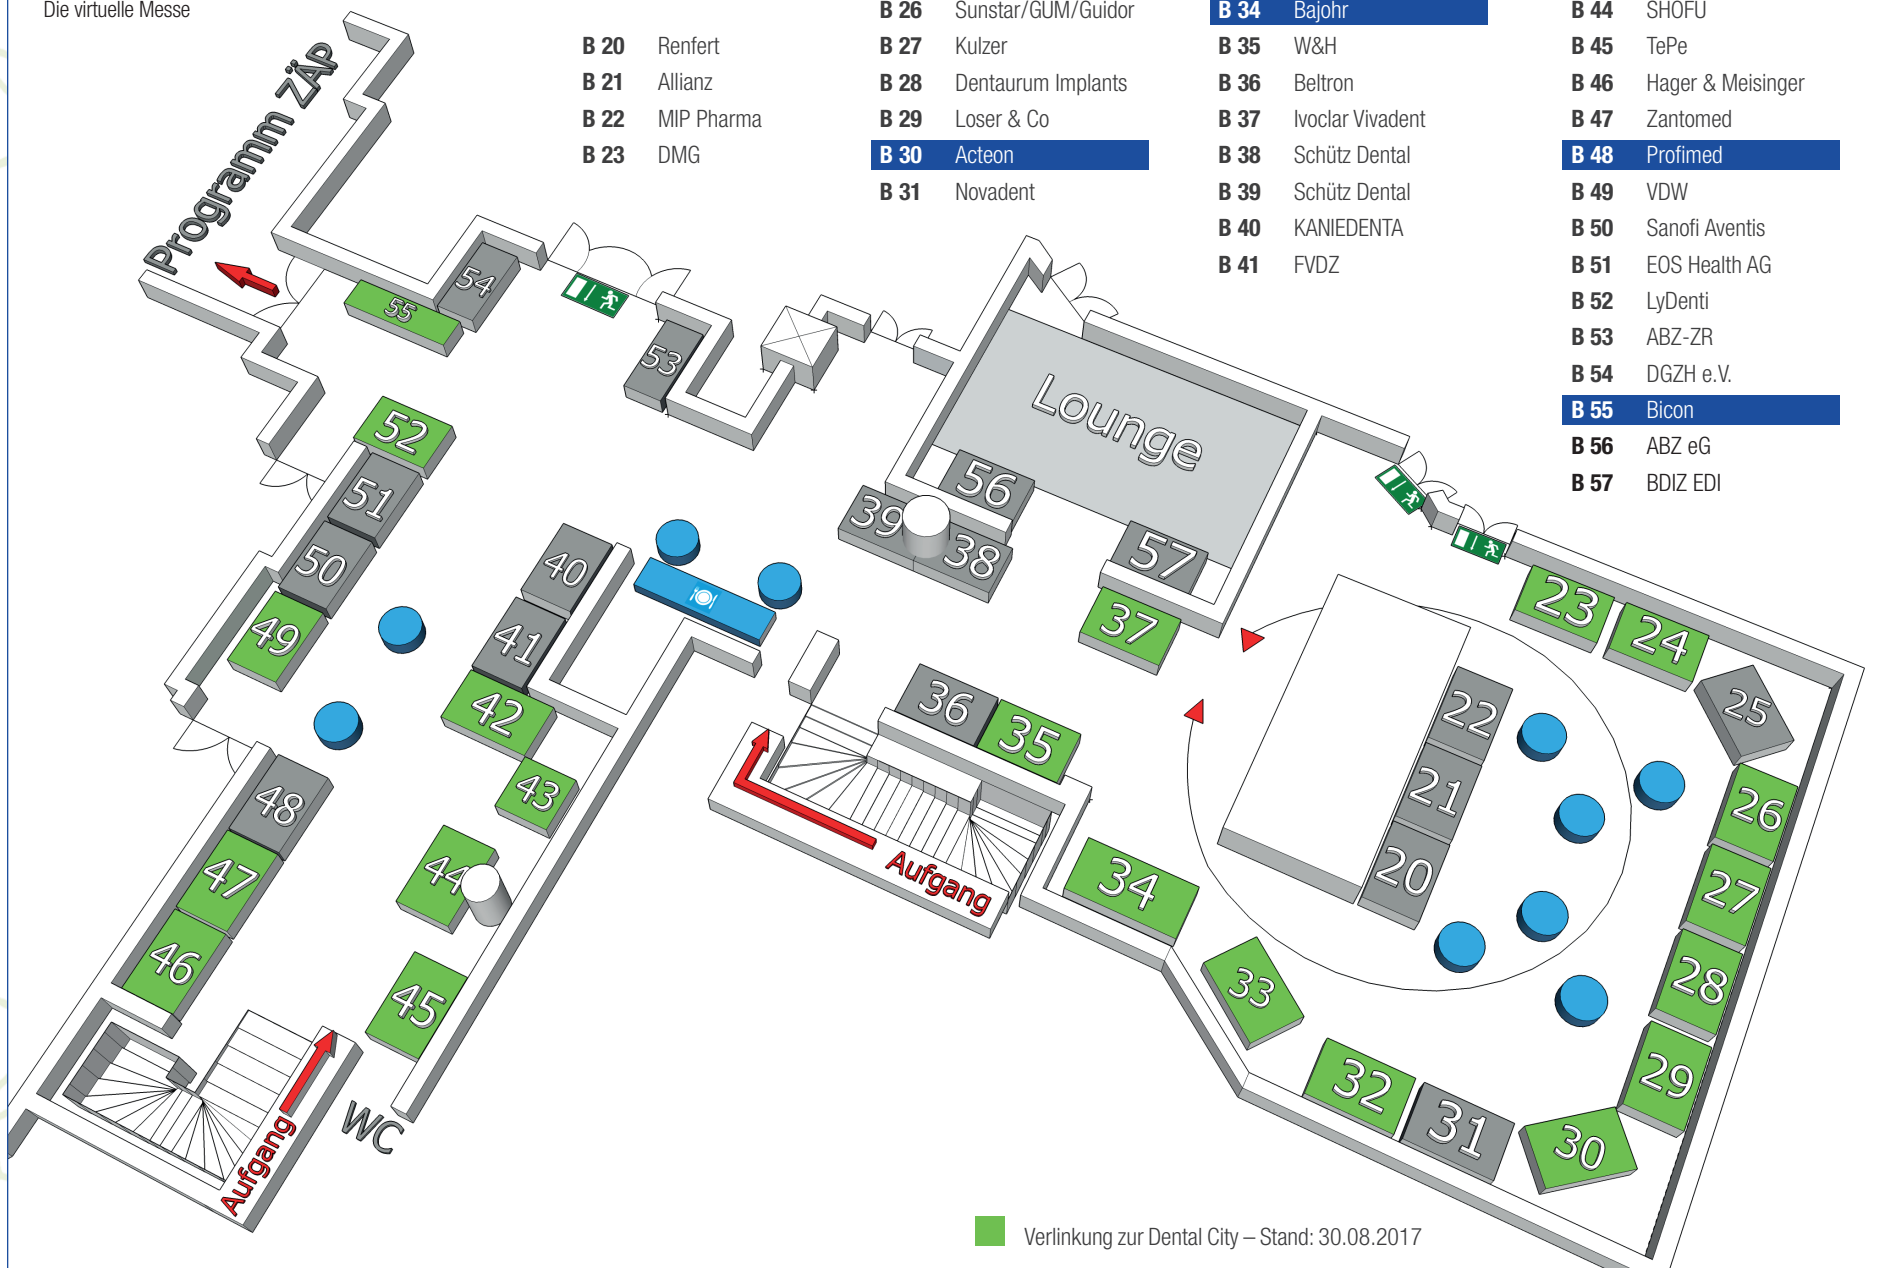 Die virtuelle Messe
B 20 Renfert
B 21 Allianz
B 22 MIP Pharma
B 23 DMG
B 26 Sunstar/GUM/Guidor
B 27 Kulzer
B 28 Dentaurum Implants
B 29 Loser & Co
B 30 Acteon
B 31 Novadent
B 34 Bajohr
B 35 W&H
B 36 Beltron
B 37 Ivoclar Vivadent
B 38 Schütz Dental
B 39 Schütz Dental
B 40 KANIEDENTA
B 41 FVDZ
B 44 SHOFU
B 45 TePe
B 46 Hager & Meisinger
B 47 Zantomed
B 48 Profimed
B 49 VDW
B 50 Sanofi Aventis
B 51 EOS Health AG
B 52 LyDenti
B 53 ABZ-ZR
B 54 DGZH e.V.
B 55 Bicon
B 56 ABZ eG
B 57 BDIZ EDI
Programm ZÄP
54
55
53
Lounge
52
51
50
49
40
41
42
43
48
47
46
44
45
39
38
56
57
37
36
35
34
33
32
31
30
29
28
27
26
25
24
23
22
21
20
Aufgang
Aufgang
WC
Verlinkung zur Dental City – Stand: 30.08.2017